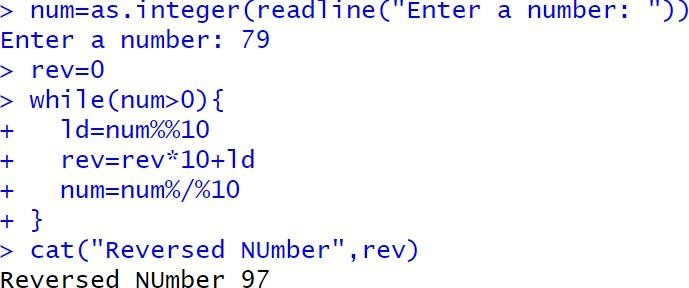 > num=as.integer(readline("Enter a number: "))
Enter a number: 79
> rev=0
> while(num>0){
+   ld=num%%10
+   rev=rev*10+ld
+   num=num%/%10
+ }
> cat("Reversed NUmber",rev)
Reversed NUmber 97